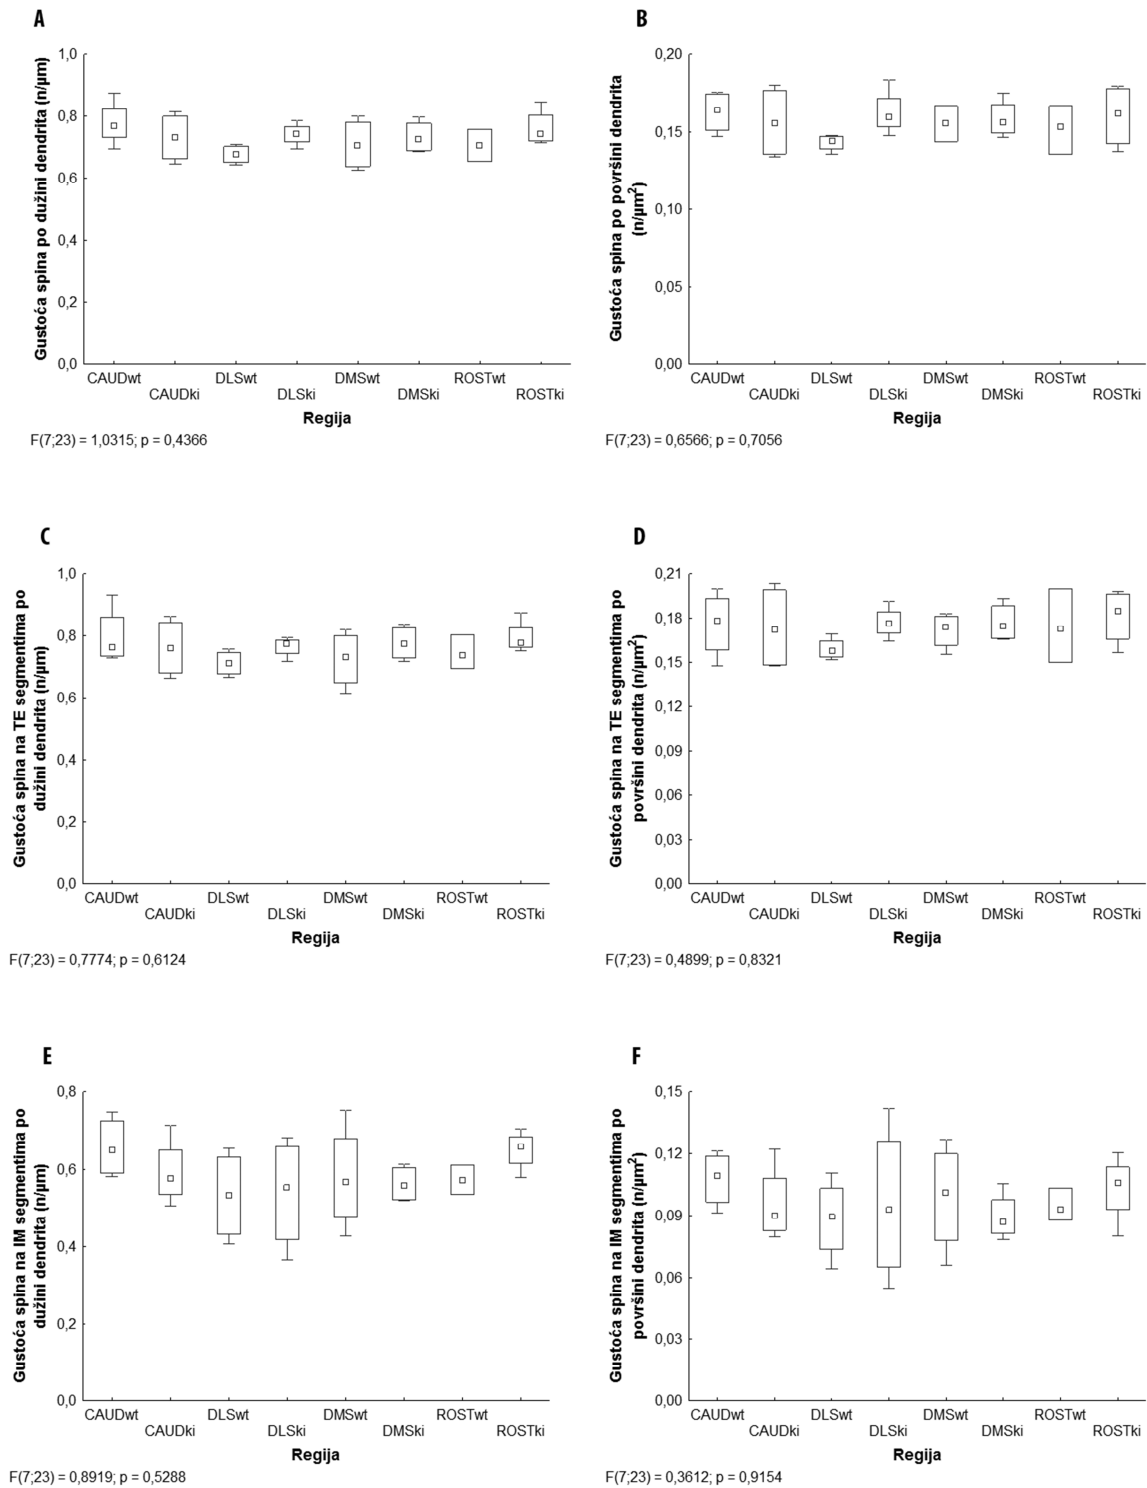 A
Gustoća spina po dužini dendrita (n/µm)
1,0
0,8
0,6
0,4
0,2
0,0
CAUDwt DLSwt DMSwt ROSTwt
CAUDki DLSki DMSki ROSTki
Regija
F(7;23) = 1,0315; p = 0,4366
B
Gustoća spina po površini dendrita
(n/µm²)
0,20
0,15
0,10
0,05
0,00
CAUDwt DLSwt DMSwt ROSTwt
CAUDki DLSki DMSki ROSTki
Regija
F(7;23) = 0,6566; p = 0,7056
C
Gustoća spina na TE segmentima po
dužini dendrita (n/µm)
1,0
0,8
0,6
0,4
0,2
0,0
CAUDwt DLSwt DMSwt ROSTwt
CAUDki DLSki DMSki ROSTki
Regija
F(7;23) = 0,7774; p = 0,6124
D
Gustoća spina na TE segmentima po
površini dendrita (n/µm²)
0,21
0,18
0,15
0,12
0,09
0,06
0,03
0,00
CAUDwt DLSwt DMSwt ROSTwt
CAUDki DLSki DMSki ROSTki
Regija
F(7;23) = 0,4899; p = 0,8321
E
Gustoća spina na IM segmentima po
dužini dendrita (n/µm)
0,8
0,6
0,4
0,2
0,0
CAUDwt DLSwt DMSwt ROSTwt
CAUDki DLSki DMSki ROSTki
Regija
F(7;23) = 0,8919; p = 0,5288
F
Gustoća spina na IM segmentima po
površini dendrita (n/µm²)
0,15
0,12
0,09
0,06
0,03
0,00
CAUDwt DLSwt DMSwt ROSTwt
CAUDki DLSki DMSki ROSTki
Regija
F(7;23) = 0,3612; p = 0,9154